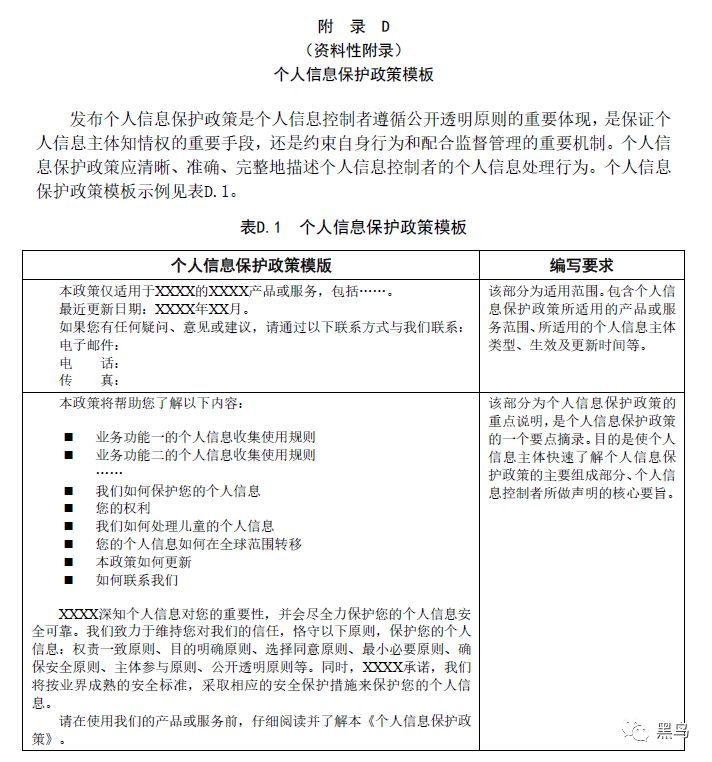 附 录 D
（资料性附录）
个人信息保护政策模板
发布个人信息保护政策是个人信息控制者遵循公开透明原则的重要体现，是保证个
人信息主体知情权的重要手段，还是约束自身行为和配合监督管理的重要机制。个人信
息保护政策应清晰、准确、完整地描述个人信息控制者的个人信息处理行为。个人信息
保护政策模板示例见表D.1。
表D.1 个人信息保护政策模板
个人信息保护政策模版
编写要求
本政策仅适用于XXXX的XXXX产品或服务，包括……。
最近更新日期：XXXX年XX月。
如果您有任何疑问、意见或建议，请通过以下联系方式与我们联系：
电子邮件：
电 话：
传 真：
该部分为适用范围。包含个人信
息保护政策所适用的产品或服
务范围、所适用的个人信息主体
类型、生效及更新时间等。
本政策将帮助您了解以下内容：
■ 业务功能一的个人信息收集使用规则
■ 业务功能二的个人信息收集使用规则
……
■ 我们如何保护您的个人信息
■ 您的权利
■ 我们如何处理儿童的个人信息
■ 您的个人信息如何在全球范围转移
■ 本政策如何更新
■ 如何联系我们
XXXX深知个人信息对您的重要性，并会尽全力保护您的个人信息安
全可靠。我们致力于维持您对我们的信任，恪守以下原则，保护您的个人
信息：权责一致原则、目的明确原则、选择同意原则、最小必要原则、确
保安全原则、主体参与原则、公开透明原则等。同时，XXXX承诺，我们
将按业界成熟的安全标准，采取相应的安全保护措施来保护您的个人信
息。
请在使用我们的产品或服务前，仔细阅读并了解本《个人信息保护政
策》。
该部分为个人信息保护政策的
重点说明，是个人信息保护政策
的一个要点摘录。目的是使个人
信息主体快速了解个人信息保
护政策的主要组成部分、个人信
息控制者所做声明的核心要旨。
黑鸟